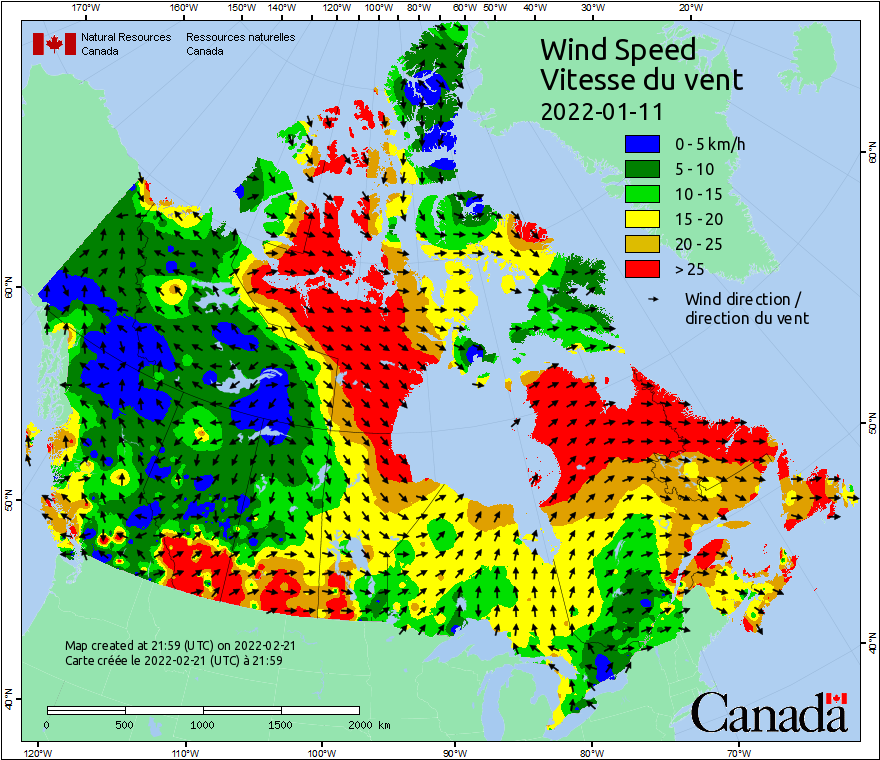 170°W 160°W 150°W 140°W 120°W 100°W 80°W 60°W 50°W 40°W 30°W 20°W
Natural Resources Canada
Ressources naturelles Canada
Wind Speed
Vitesse du vent
2022-01-11
0 - 5 km/h
5 - 10
10 - 15
15 - 20
20 - 25
> 25
Wind direction /
direction du vent
60°N
50°N
40°N
60°N
50°N
40°N
Map created at 21:59 (UTC) on 2022-02-21
Carte créée le 2022-02-21 (UTC) à 21:59
0 500 1000 1500 2000 km
Canada
120°W 110°W 100°W 90°W 80°W 70°W